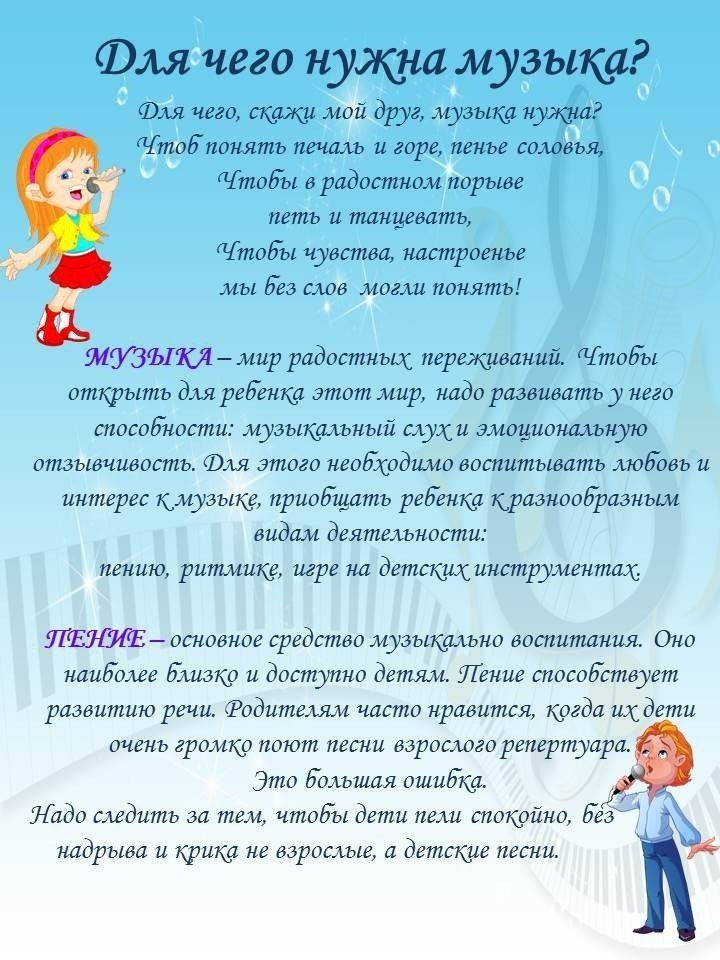 Для чего нужна музыка?
Для чего, скажи мой друг, музыка нужна?
Чтоб понять печаль и горе, пенье соловья,
Чтобы в радостном порыве
петь и танцевать,
Чтобы чувства, настроенье
мы без слов могли понять!
МУЗЫКА – мир радостных переживаний. Чтобы
открыть для ребенка этот мир, надо развивать у него
способности: музыкальный слух и эмоциональную
отзывчивость. Для этого необходимо воспитывать любовь и
интерес к музыке, приобщать ребенка к разнообразным
видам деятельности:
пению, ритмике, игре на детских инструментах.
ПЕНИЕ – основное средство музыкально воспитания. Оно
наиболее близко и доступно детям. Пение способствует
развитию речи. Родителям часто нравится, когда их дети
очень громко поют песни взрослого репертуара.
Это большая ошибка.
Надо следить за тем, чтобы дети пели спокойно, без
надрыва и крика не взрослые, а детские песни.